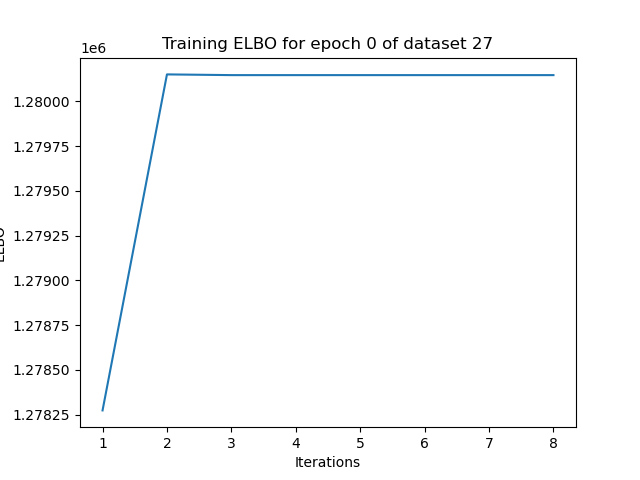 Training ELBO for epoch 0 of dataset 27
1e6
1.28000
1.27975
1.27950
1.27925
1.27900
1.27875
1.27850
1.27825
ELBO
1 2 3 4 5 6 7 8
Iterations